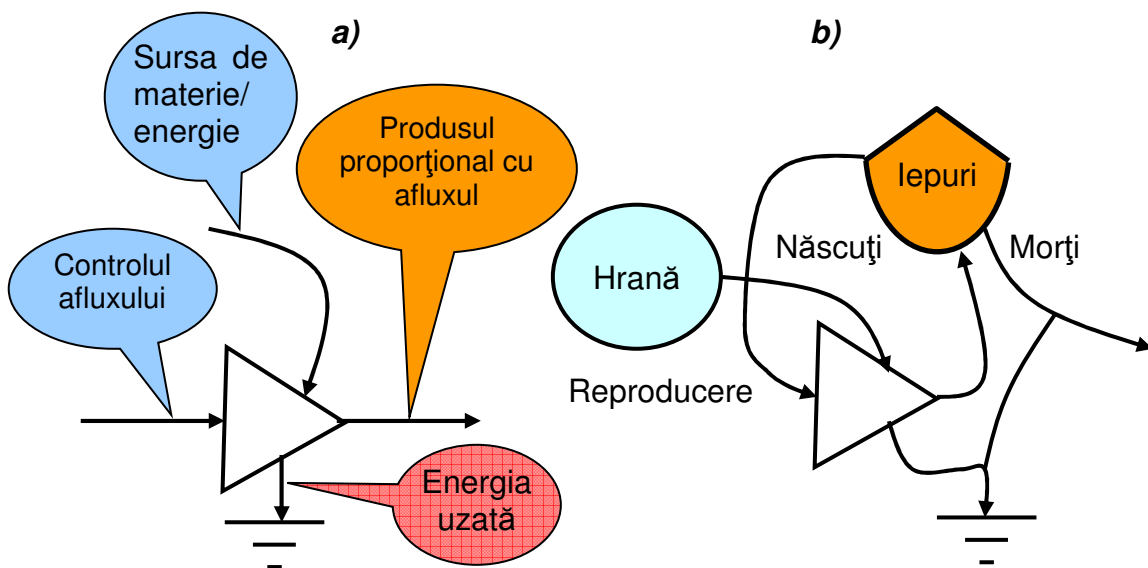 a)
Sursa de
materie/
energie
Produsul
proporţional cu
afluxul
Controlul
afluxului
Energia
uzată
b)
Iepuri
Născuţi
Morţi
Hrană
Reproducere